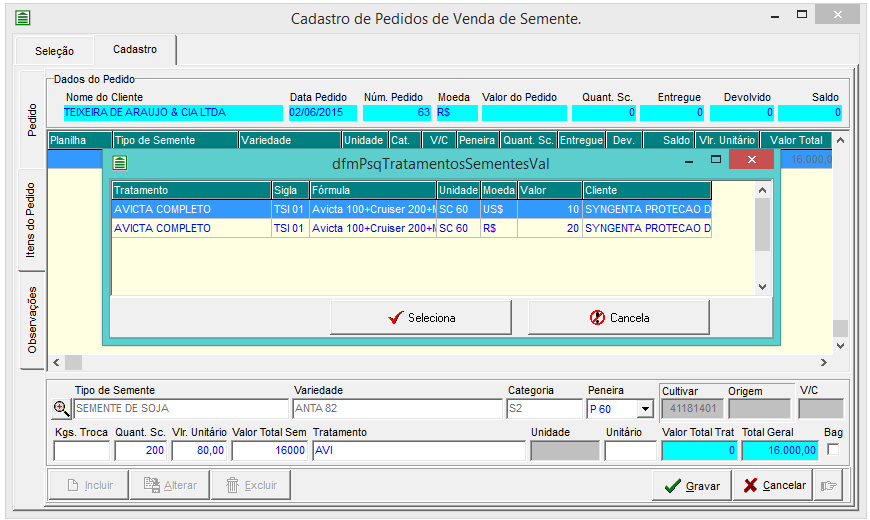 Cadastro de Pedidos de Venda de Semente.
Seleção Cadastro
Pedido
Itens do Pedido
Observações
Dados do Pedido
Nome do Cliente Data Pedido Núm. Pedido Moeda Valor do Pedido Quant. Sc. Entregue Devolvido Saldo
TEIXEIRA DE ARAUJO & CIA LTDA 02/06/2015 63 R$ 0 0 0 0
Planilha Tipo de Semente Variedade Unidade Cat. V/C Peneira Quant. Sc. Entregue Dev. Saldo Vlr. Unitário Valor Total
16.000,0
dfmPsqTratamentosSementesVal
Tratamento Sigla Fórmula Unidade Moeda Valor Cliente
AVICTA COMPLETO TSI 01 Avicta 100+Cruiser 200+M SC 60 US$ 10 SYNGENTA PROTECAO D
AVICTA COMPLETO TSI 01 Avicta 100+Cruiser 200+M SC 60 R$ 20 SYNGENTA PROTECAO D
Seleciona Cancela
Tipo de Semente Variedade Categoria Peneira Cultivar Origem V/C
SEMENTE DE SOJA ANTA 82 S2 P 60 41181401
Kgs. Troca Quant. Sc. Vlr. Unitário Valor Total Sem Tratamento Unidade Unitário Valor Total Trat Total Geral Bag
200 80,00 16000 AVI 0 16.000,00
Incluir Alterar Excluir Gravar Cancelar